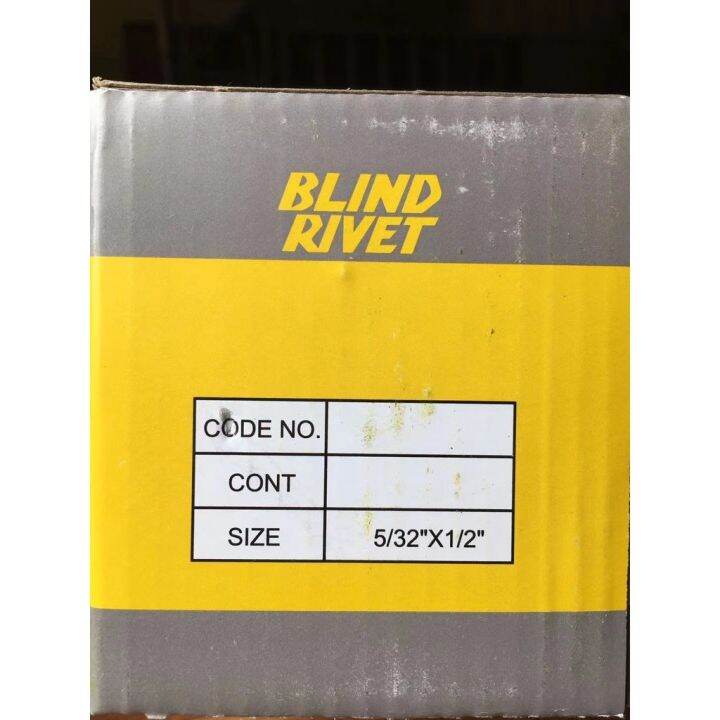 BLIND
RIVET
CODE NO.
CONT
SIZE 5/32"X1/2"